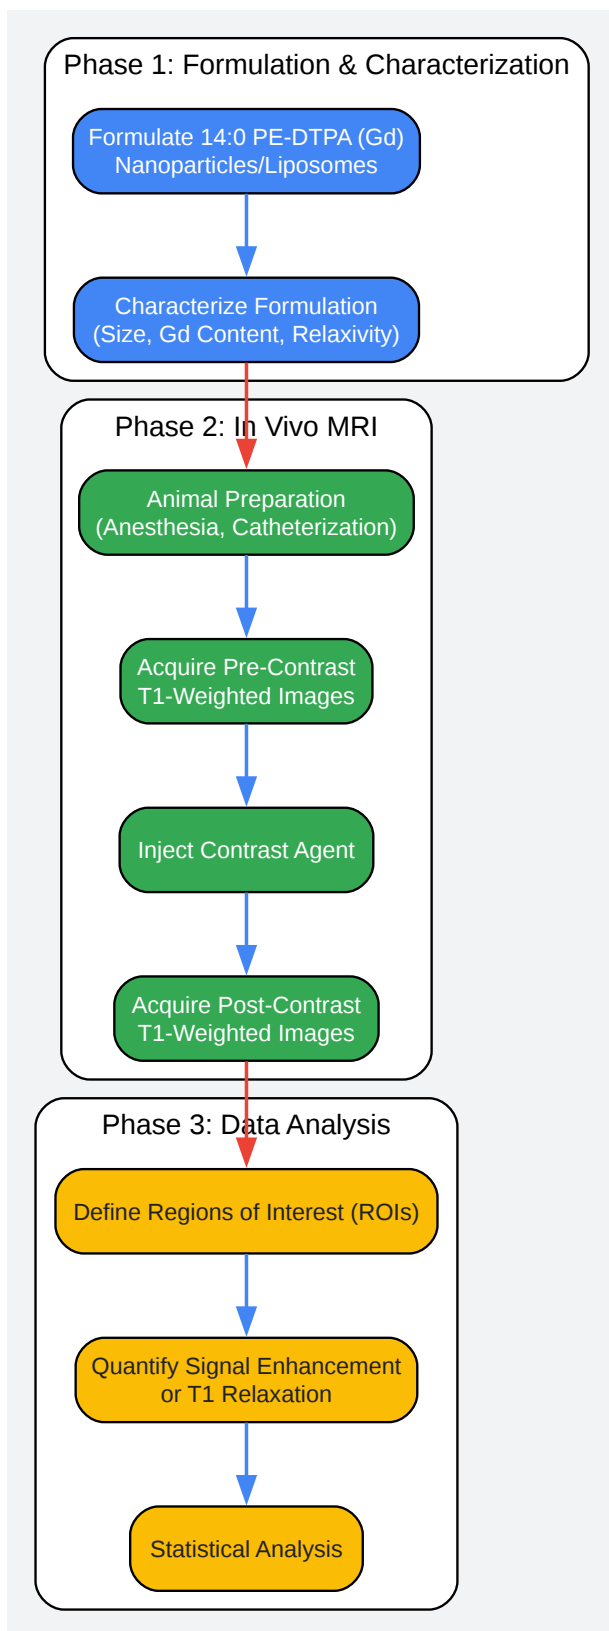 Phase 1: Formulation & Characterization
Formulate 14:0 PE-DTPA (Gd)
Nanoparticles/Liposomes
Characterize Formulation
(Size, Gd Content, Relaxivity)
Phase 2: In Vivo MRI
Animal Preparation
(Anesthesia, Catheterization)
Acquire Pre-Contrast
T1-Weighted Images
Inject Contrast Agent
Acquire Post-Contrast
T1-Weighted Images
Phase 3: Data Analysis
Define Regions of Interest (ROIs)
Quantify Signal Enhancement
or T1 Relaxation
Statistical Analysis